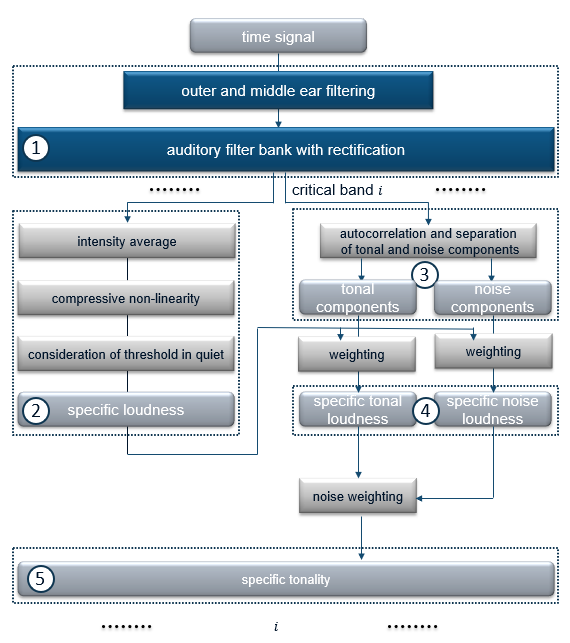 time signal
outer and middle ear filtering
1
auditory filter bank with rectification
•••••••• critical band i ••••••••
intensity average
autocorrelation and separation
of tonal and noise components
3
compressive non-linearity
tonal
components
noise
components
consideration of threshold in quiet
weighting
weighting
2
specific loudness
specific tonal
loudness
4
specific noise
loudness
noise weighting
5
specific tonality
•••••••• i ••••••••